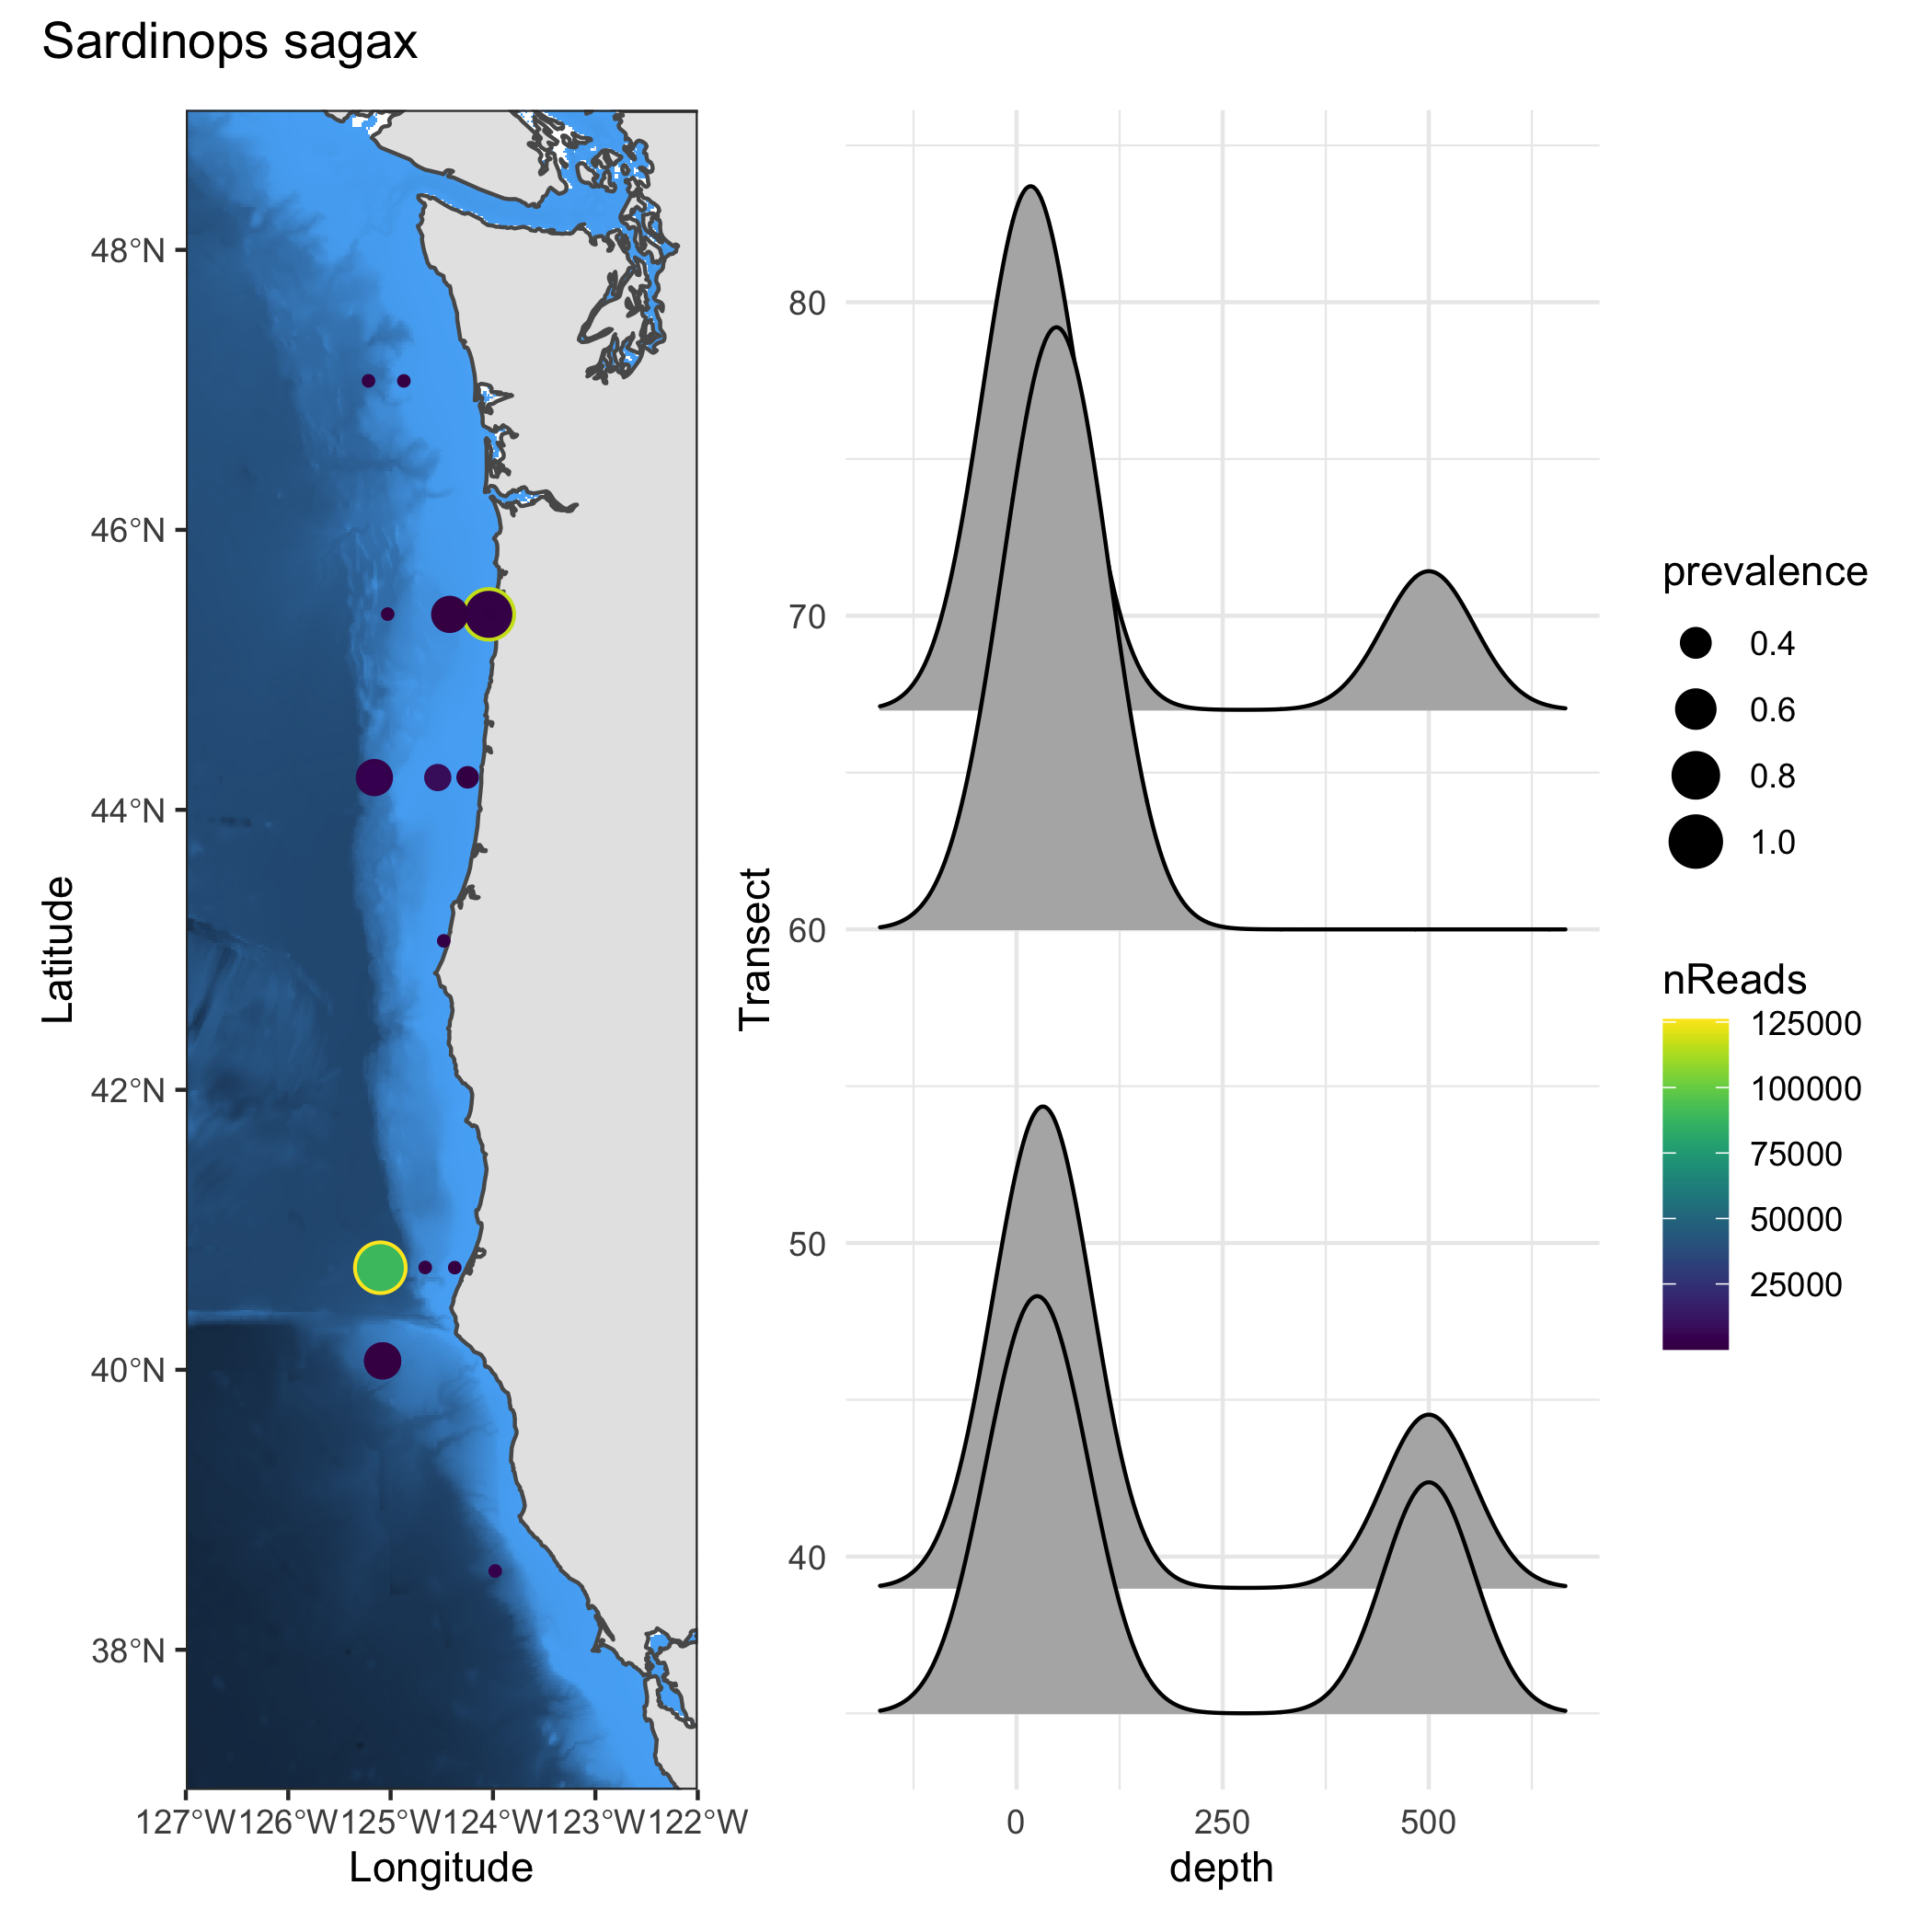 Sardinops sagax
48°N
46°N
44°N
42°N
40°N
38°N
Latitude
127°W 126°W 125°W 124°W 123°W 122°W
Longitude
80
70
60
50
40
Transect
0 250 500
depth
prevalence
0.4
0.6
0.8
1.0
nReads
125000
100000
75000
50000
25000